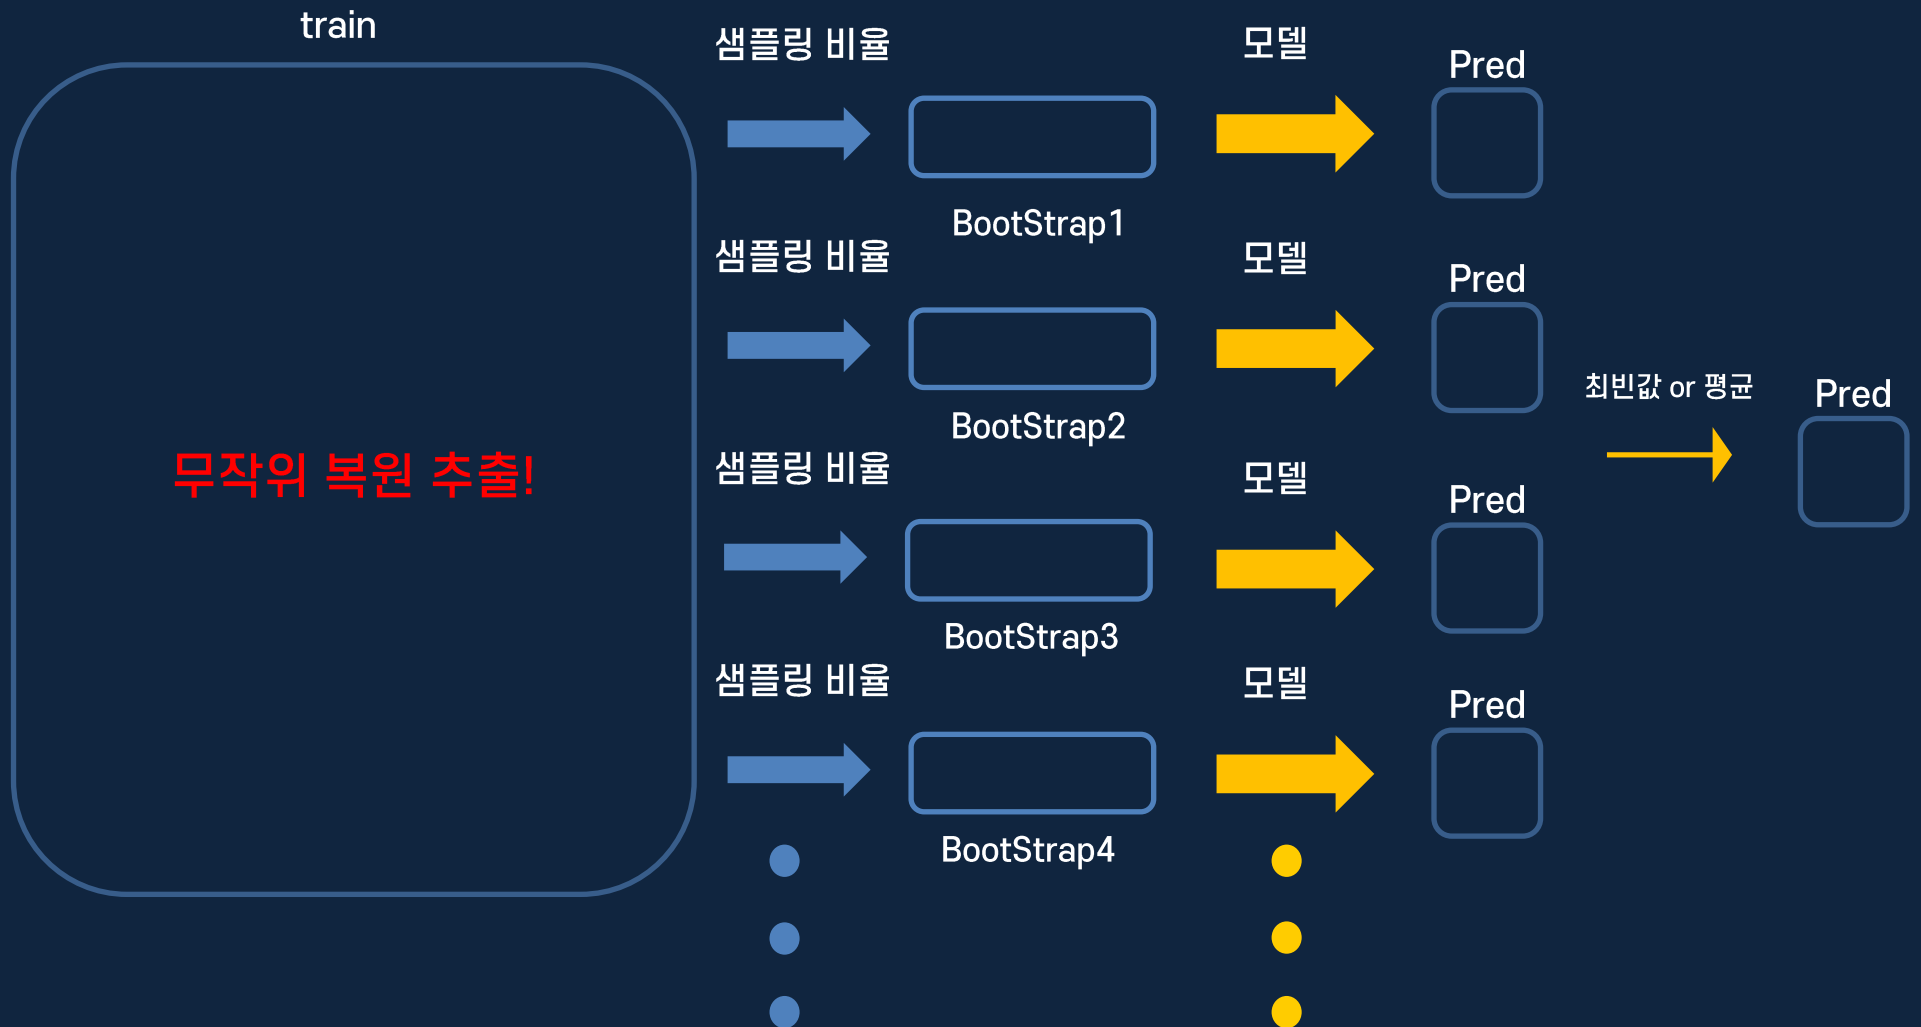 train
무작위 복원 추출!
샘플링 비율
BootStrap1
모델
Pred
샘플링 비율
BootStrap2
모델
Pred
샘플링 비율
BootStrap3
모델
Pred
샘플링 비율
BootStrap4
모델
Pred
최빈값 or 평균
Pred